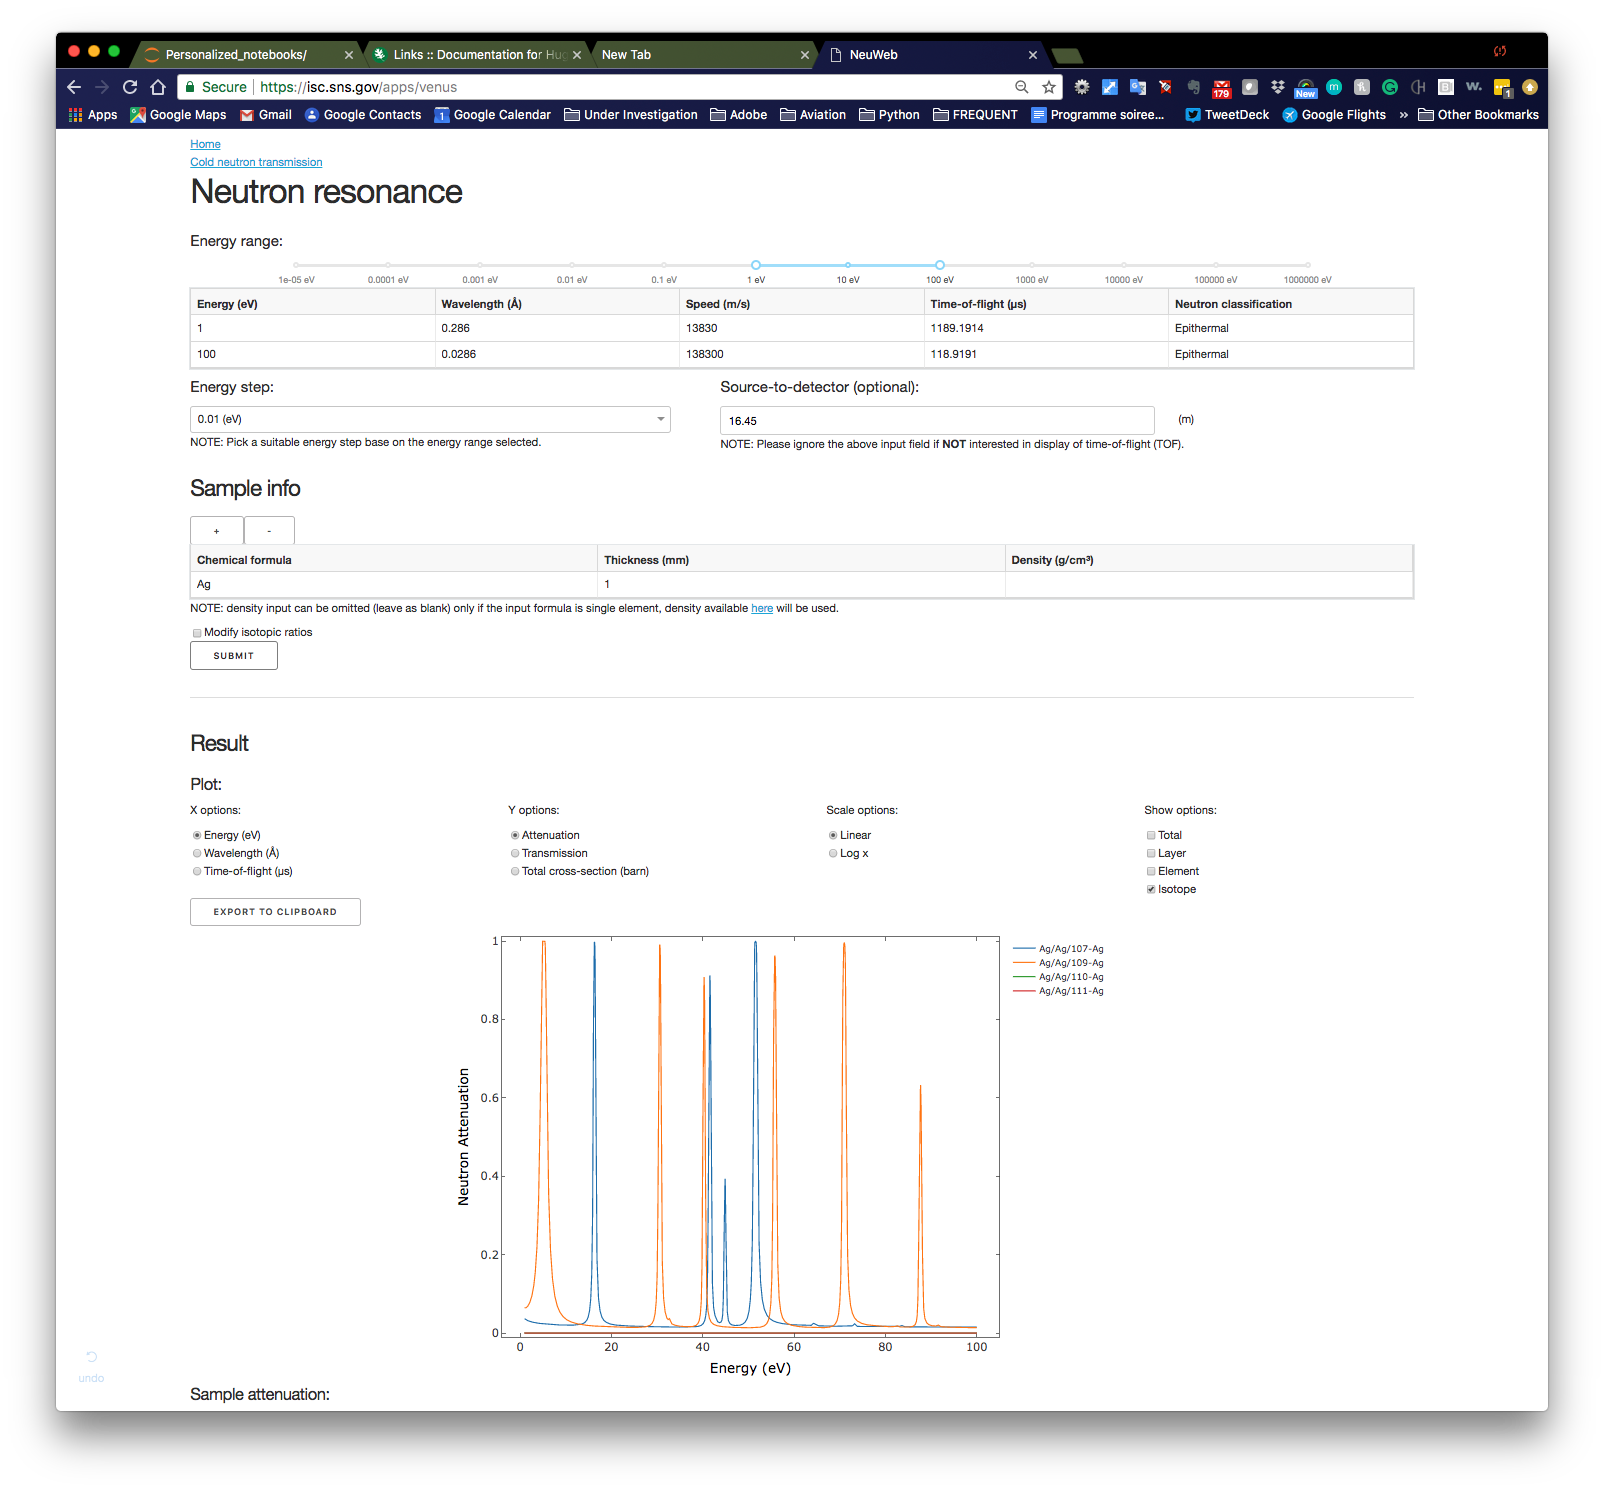 Personalized_notebooks/ Links :: Documentation for Hug New Tab NeuWeb
Secure https://isc.sns.gov/apps/venus
Apps Google Maps Gmail Google Contacts Google Calendar Under Investigation Adobe Aviation Python FREQUENT Programme soiree... TweetDeck Google Flights » Other Bookmarks
Home
Cold neutron transmission
Neutron resonance
Energy range:
1e-05 eV 0.0001 eV 0.001 eV 0.01 eV 0.1 eV 1 eV 10 eV 100 eV 1000 eV 10000 eV 100000 eV 1000000 eV
Energy (eV) Wavelength (Å) Speed (m/s) Time-of-flight (μs) Neutron classification
1 0.286 13830 1189.1914 Epithermal
100 0.0286 138300 118.9191 Epithermal
Energy step: Source-to-detector (optional):
0.01 (eV) 16.45 (m)
NOTE: Pick a suitable energy step base on the energy range selected. NOTE: Please ignore the above input field if NOT interested in display of time-of-flight (TOF).
Sample info
+ -
Chemical formula Thickness (mm) Density (g/cm³)
Ag 1
NOTE: density input can be omitted (leave as blank) only if the input formula is single element, density available here will be used.
Modify isotopic ratios
SUBMIT
Result
Plot:
X options: Y options: Scale options: Show options:
Energy (eV) Attenuation Linear Total
Wavelength (Å) Transmission Log x Layer
Time-of-flight (μs) Total cross-section (barn) Element
Isotope
EXPORT TO CLIPBOARD
Ag/Ag/107-Ag
Ag/Ag/109-Ag
Ag/Ag/110-Ag
Ag/Ag/111-Ag
1
0.8
0.6
0.4
0.2
0
Neutron Attenuation
0 20 40 60 80 100
Energy (eV)
undo
Sample attenuation: